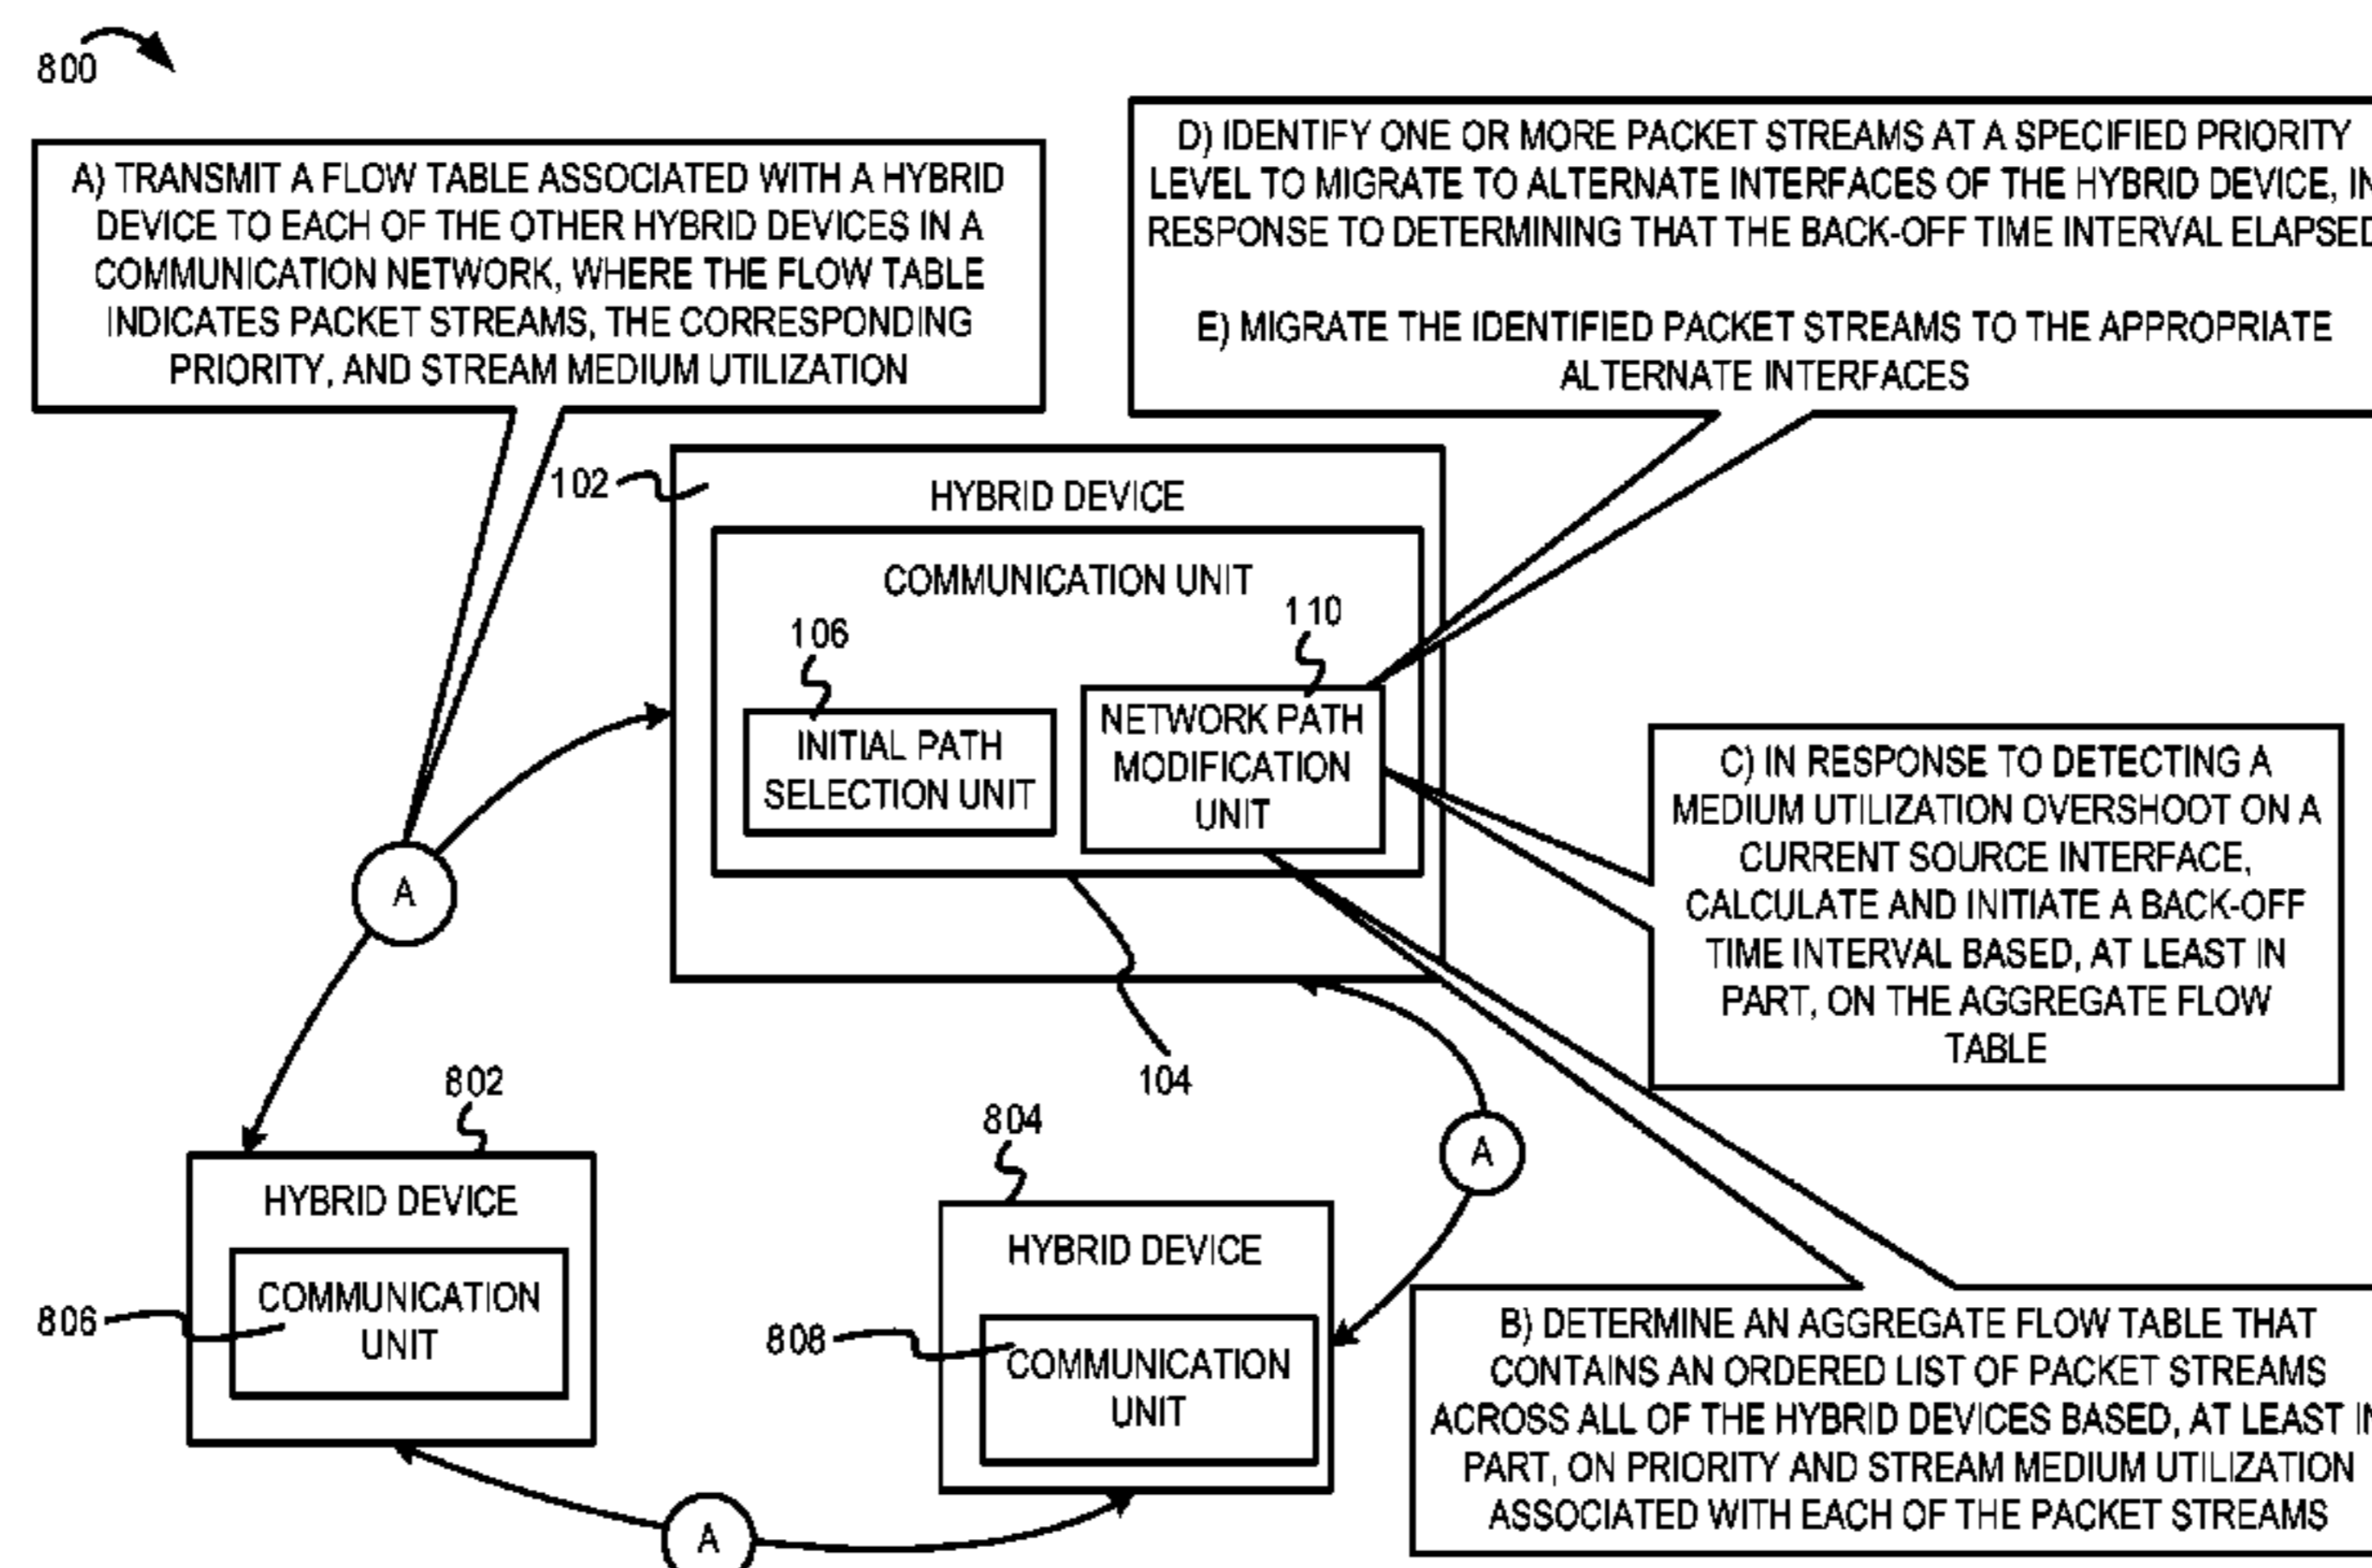 800
A) TRANSMIT A FLOW TABLE ASSOCIATED WITH A HYBRID
DEVICE TO EACH OF THE OTHER HYBRID DEVICES IN A
COMMUNICATION NETWORK, WHERE THE FLOW TABLE
INDICATES PACKET STREAMS, THE CORRESPONDING
PRIORITY, AND STREAM MEDIUM UTILIZATION
D) IDENTIFY ONE OR MORE PACKET STREAMS AT A SPECIFIED PRIORITY
LEVEL TO MIGRATE TO ALTERNATE INTERFACES OF THE HYBRID DEVICE, IN
RESPONSE TO DETERMINING THAT THE BACK-OFF TIME INTERVAL ELAPSED
E) MIGRATE THE IDENTIFIED PACKET STREAMS TO THE APPROPRIATE
ALTERNATE INTERFACES
102
HYBRID DEVICE
COMMUNICATION UNIT
106
110
INITIAL PATH
SELECTION UNIT
NETWORK PATH
MODIFICATION
UNIT
C) IN RESPONSE TO DETECTING A
MEDIUM UTILIZATION OVERSHOOT ON A
CURRENT SOURCE INTERFACE,
CALCULATE AND INITIATE A BACK-OFF
TIME INTERVAL BASED, AT LEAST IN
PART, ON THE AGGREGATE FLOW
TABLE
A
104
802
HYBRID DEVICE
806
COMMUNICATION
UNIT
804
HYBRID DEVICE
808
COMMUNICATION
UNIT
A
B) DETERMINE AN AGGREGATE FLOW TABLE THAT
CONTAINS AN ORDERED LIST OF PACKET STREAMS
ACROSS ALL OF THE HYBRID DEVICES BASED, AT LEAST IN
PART, ON PRIORITY AND STREAM MEDIUM UTILIZATION
ASSOCIATED WITH EACH OF THE PACKET STREAMS
A